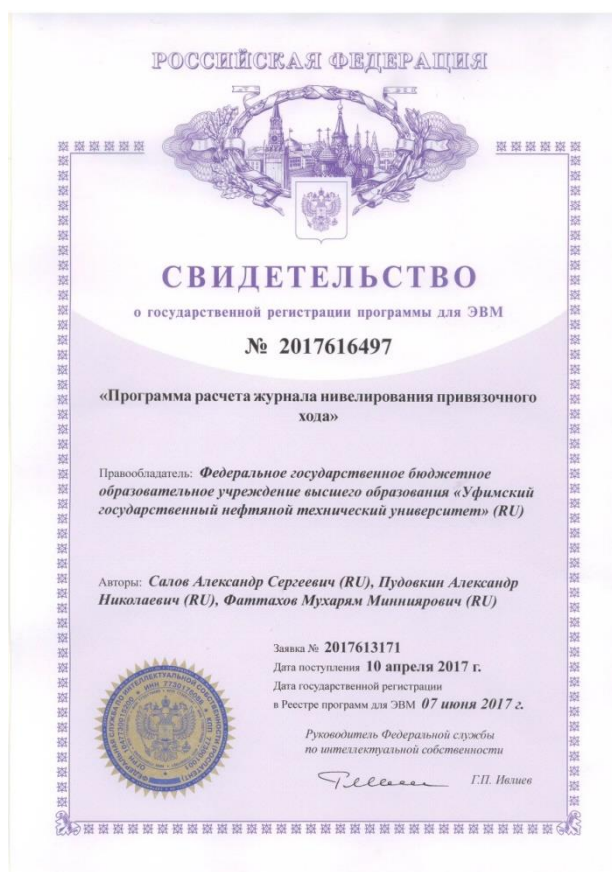 РОССИЙСКАЯ ФЕДЕРАЦИЯ
СВИДЕТЕЛЬСТВО
о государственной регистрации программы для ЭВМ
№ 2017616497
«Программа расчета журнала нивелирования привязочного
хода»
Правообладатель: Федеральное государственное бюджетное
образовательное учреждение высшего образования «Уфимский
государственный нефтяной технический университет» (RU)
Авторы: Салов Александр Сергеевич (RU), Пудовкин Александр
Николаевич (RU), Фаттахов Мухарям Минниярович (RU)
Заявка № 2017613171
Дата поступления 10 апреля 2017 г.
Дата государственной регистрации
в Реестре программ для ЭВМ 07 июня 2017 г.
Руководитель Федеральной службы
по интеллектуальной собственности
Г.П. Ивлиев